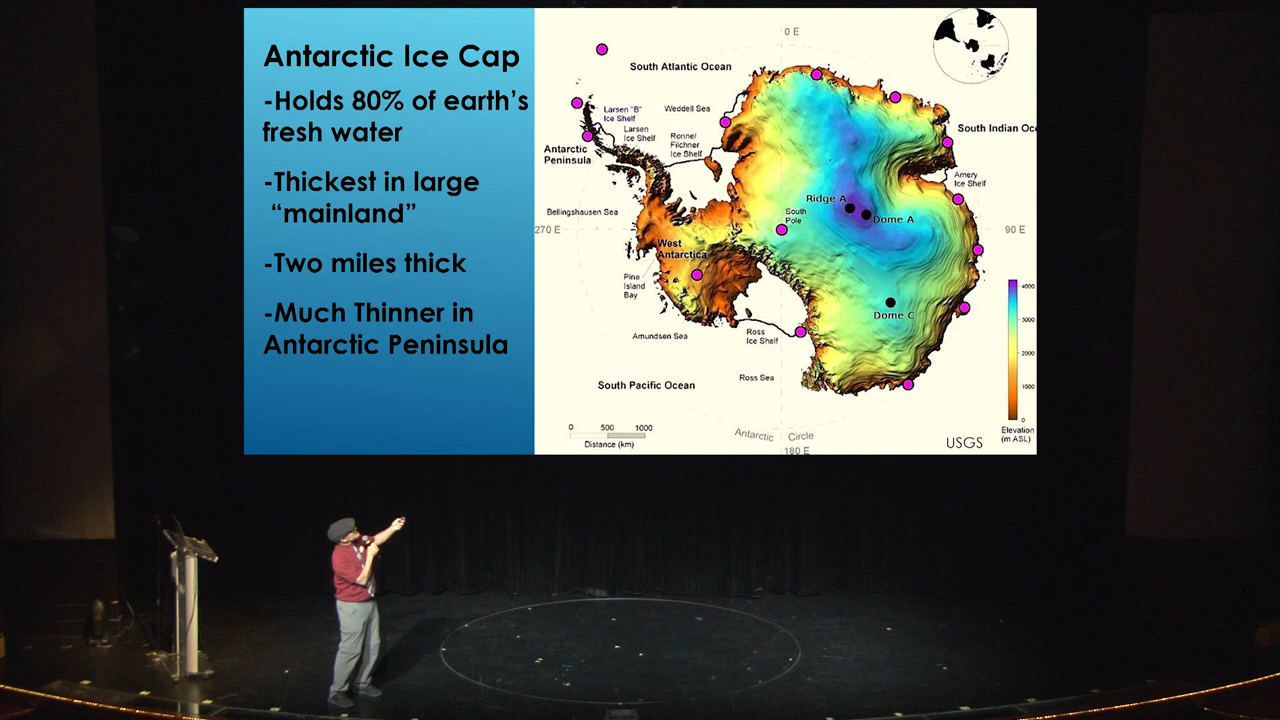 Antarctic Ice Cap
-Holds 80% of earth's
fresh water
-Thickest in large
"mainland"
-Two miles thick
-Much Thinner in
Antarctic Peninsula
0 E
South Atlantic Ocean
Larsen "B"
Ice Shelf
Weddell Sea
Larsen
Ice Shelf
Ronne/
Filchner
Ice Shelf
South Indian Oce
Antarctic
Peninsula
Amery
Ice Shelf
Ridge A
Bellingshausen Sea
South
Pole
Dome A
270 E
90 E
West
Antarctica
Pine
Island
Bay
Dome C
Amundsen Sea
Ross
Ice Shelf
Ross Sea
South Pacific Ocean
4000
3000
2000
1000
0
Elevation
(m ASL)
0 500 1000
Distance (km)
Antarctic Circle
180 E
USGS